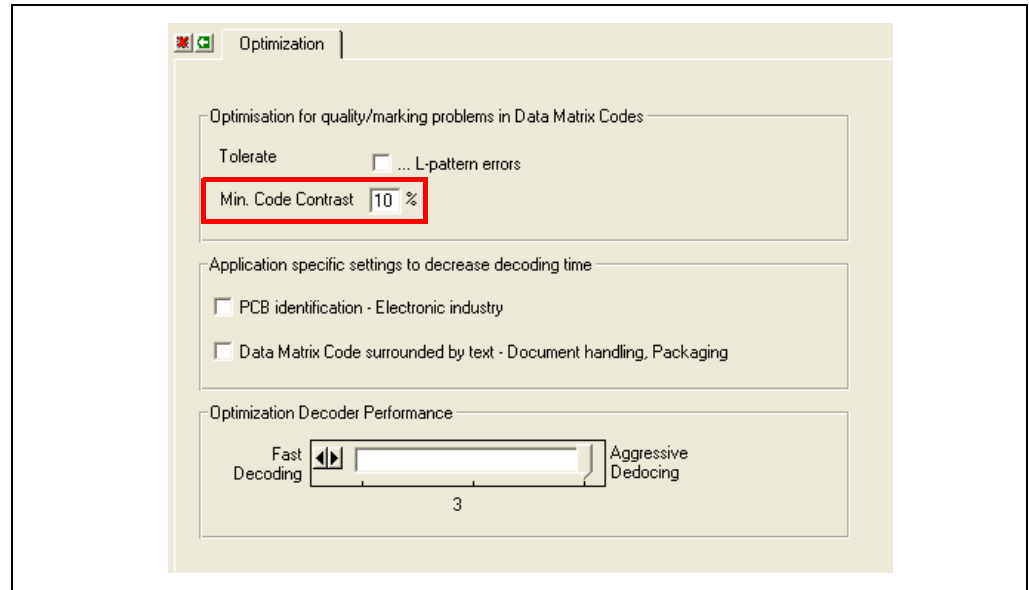 Optimization
Optimisation for quality/marking problems in Data Matrix Codes
Tolerate ... L-pattern errors
Min. Code Contrast 10 %
Application specific settings to decrease decoding time
PCB identification - Electronic industry
Data Matrix Code surrounded by text - Document handling, Packaging
Optimization Decoder Performance
Fast Decoding
Aggressive Dedocing
3